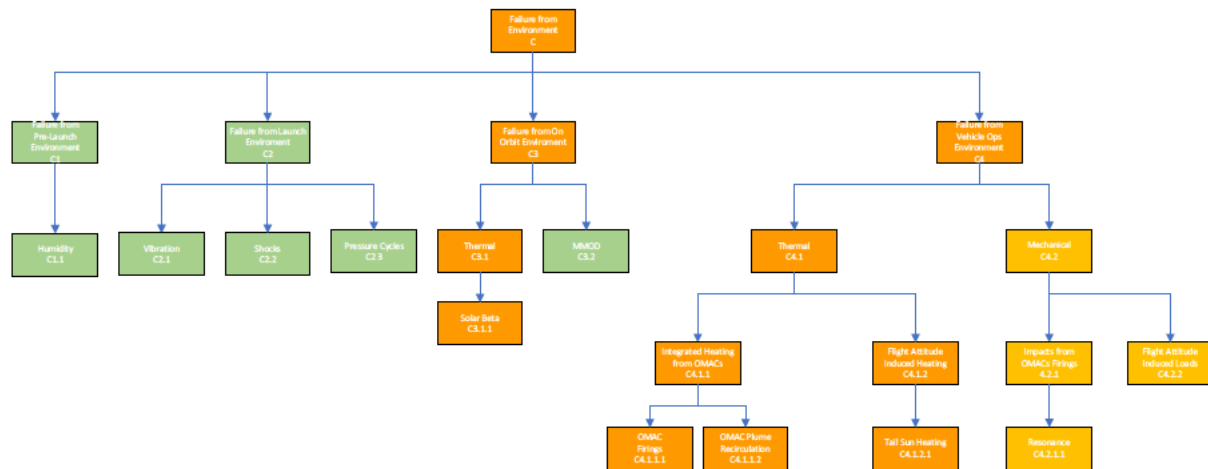 Failure from
Environment
C
Failure from
Pre-Launch
Environment
C1
Failure from Launch
Enviroment
C2
Failure from On
Orbit Enviroment
C3
Failure from
Vehicle Ops
Environment
C4
Humidity
C1.1
Vibration
C2.1
Shocks
C2.2
Pressure Cycles
C2.3
Thermal
C3.1
MMOD
C3.2
Thermal
C4.1
Mechanical
C4.2
Solar Beta
C3.1.1
Integrated Heating
from OMACs
C4.1.1
Flight Attitude
Induced Heating
C4.1.2
Impacts from
OMACs Firings
4.2.1
Flight Attitude
Induced Loads
C4.2.2
OMAC
Firings
C4.1.1.1
OMAC Plume
Recirculation
C4.1.1.2
Tail Sun Heating
C4.1.2.1
Resonance
C4.2.1.1